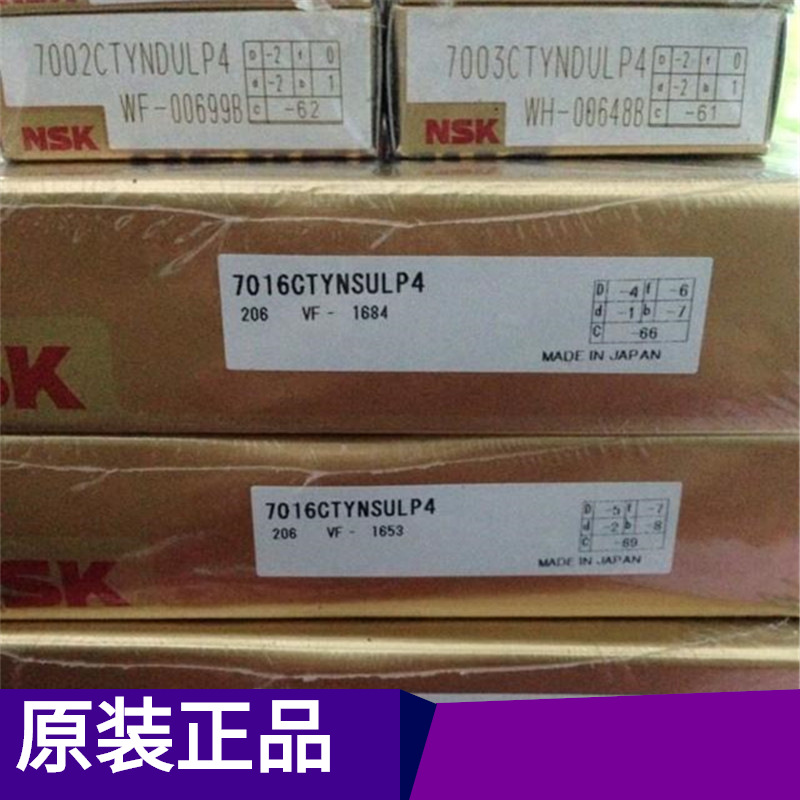 7002CTYNDULP4
D -2 f 0
d -2 b 1
WF-00699B
C -62
NSK
7003CTYNDULP4
D -2 f 0
d -2 b 1
WH-00648B
C -61
NSK
7016CTYNSULP4
206 VF - 1684
D -4 f -6
d -1 b -7
C -66
MADE IN JAPAN
NSK
7016CTYNSULP4
206 VF - 1653
D -5 f -7
d -2 b -8
C -69
MADE IN JAPAN
NSK
原装正品